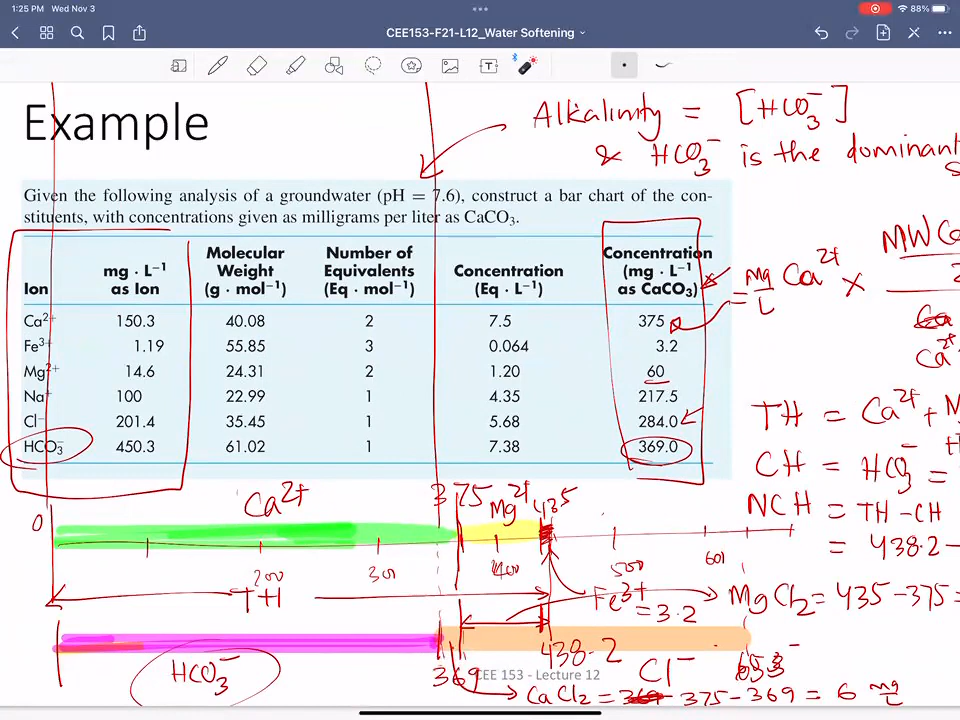 1:25 PM Wed Nov 3
88%
CEE153-F21-L12_Water Softening
Example
Alkalinity = [HCO3⁻]
& HCO3⁻ is the dominant
Given the following analysis of a groundwater (pH = 7.6), construct a bar chart of the con-
stituents, with concentrations given as milligrams per liter as CaCO3.
Ion
mg · L⁻¹
as Ion
Molecular
Weight
(g · mol⁻¹)
Number of
Equivalents
(Eq · mol⁻¹)
Concentration
(Eq · L⁻¹)
Concentration
(mg · L⁻¹
as CaCO3)
Ca²⁺ 150.3 40.08 2 7.5 375
Fe³⁺ 1.19 55.85 3 0.064 3.2
Mg²⁺ 14.6 24.31 2 1.20 60
Na⁺ 100 22.99 1 4.35 217.5
Cl⁻ 201.4 35.45 1 5.68 284.0
HCO3⁻ 450.3 61.02 1 7.38 369.0
= mg/L Ca²⁺ ×
MW
Ca²⁺
TH = Ca²⁺ +
CH = HCO3⁻ =
NCH = TH - CH
= 438.2 -
0 Ca²⁺ 375 Mg²⁺ 435
200 300 400 500 600
TH
Fe³⁺
= 3.2
MgCl2 = 435 - 375 =
HCO3⁻ 369 438.2 Cl⁻
CEE 153 - Lecture 12
CaCl2 = 375 - 369 = 6 mg/L